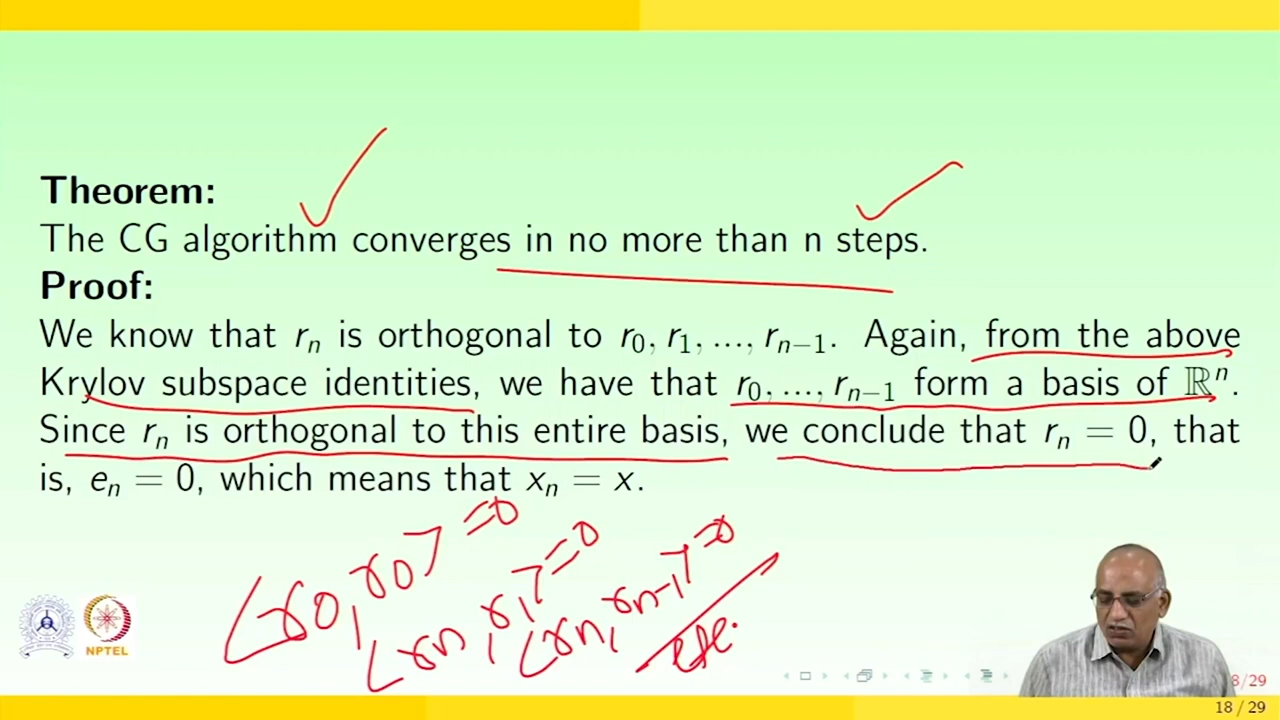 Theorem:
The CG algorithm converges in no more than n steps.
Proof:
We know that rₙ is orthogonal to r₀, r₁, ..., rₙ₋₁. Again, from the above
Krylov subspace identities, we have that r₀, ..., rₙ₋₁ form a basis of ℝⁿ.
Since rₙ is orthogonal to this entire basis, we conclude that rₙ = 0, that
is, eₙ = 0, which means that xₙ = x.
<r0, r0> =0
<rn, r1> =0
<rn, rn-1> =0
etc.
NPTEL
8/29
18 / 29